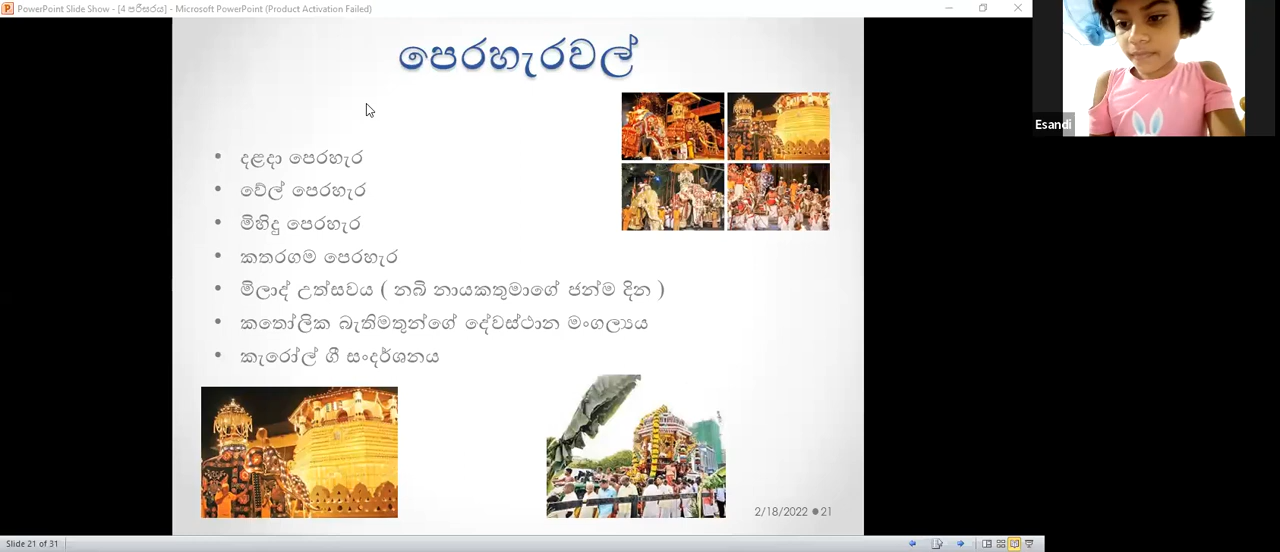 PowerPoint Slide Show - [4 පරිසරය] - Microsoft PowerPoint (Product Activation Failed)
පෙරහැරවල්
Esandi
• දළදා පෙරහැර
• වේල් පෙරහැර
• මිහිදු පෙරහැර
• කතරගම පෙරහැර
• මිලාද් උත්සවය ( නබි නායකතුමාගේ ජන්ම දින )
• කතෝලික බැතිමතුන්ගේ දේවස්ථාන මංගල්‍යය
• කැරෝල් ගී සංදර්ශනය
2/18/2022 ●21
Slide 21 of 31